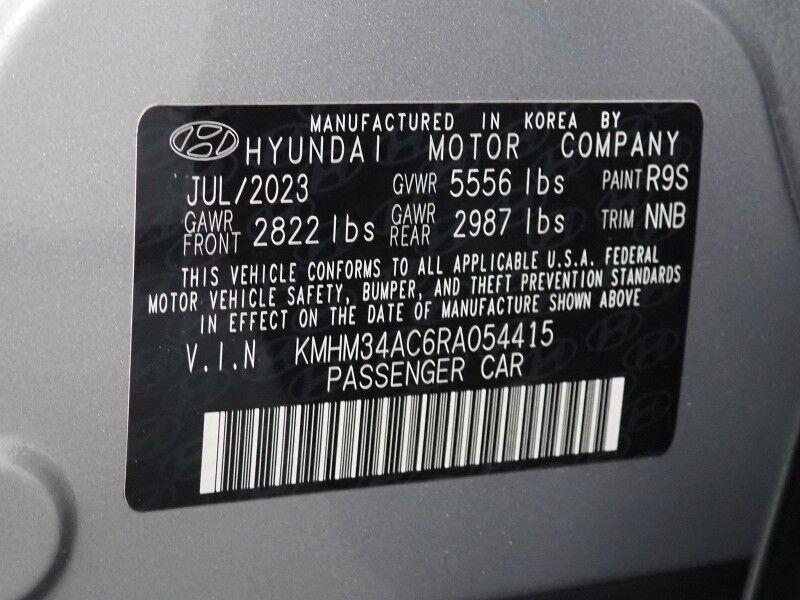 MANUFACTURED IN KOREA BY
HYUNDAI MOTOR COMPANY
JUL/2023 GVWR 5556 lbs PAINT R9S
GAWR FRONT 2822 lbs GAWR REAR 2987 lbs TRIM NNB
THIS VEHICLE CONFORMS TO ALL APPLICABLE U.S.A. FEDERAL
MOTOR VEHICLE SAFETY, BUMPER, AND THEFT PREVENTION STANDARDS
IN EFFECT ON THE DATE OF MANUFACTURE SHOWN ABOVE
V.I.N KMHM34AC6RA054415
PASSENGER CAR